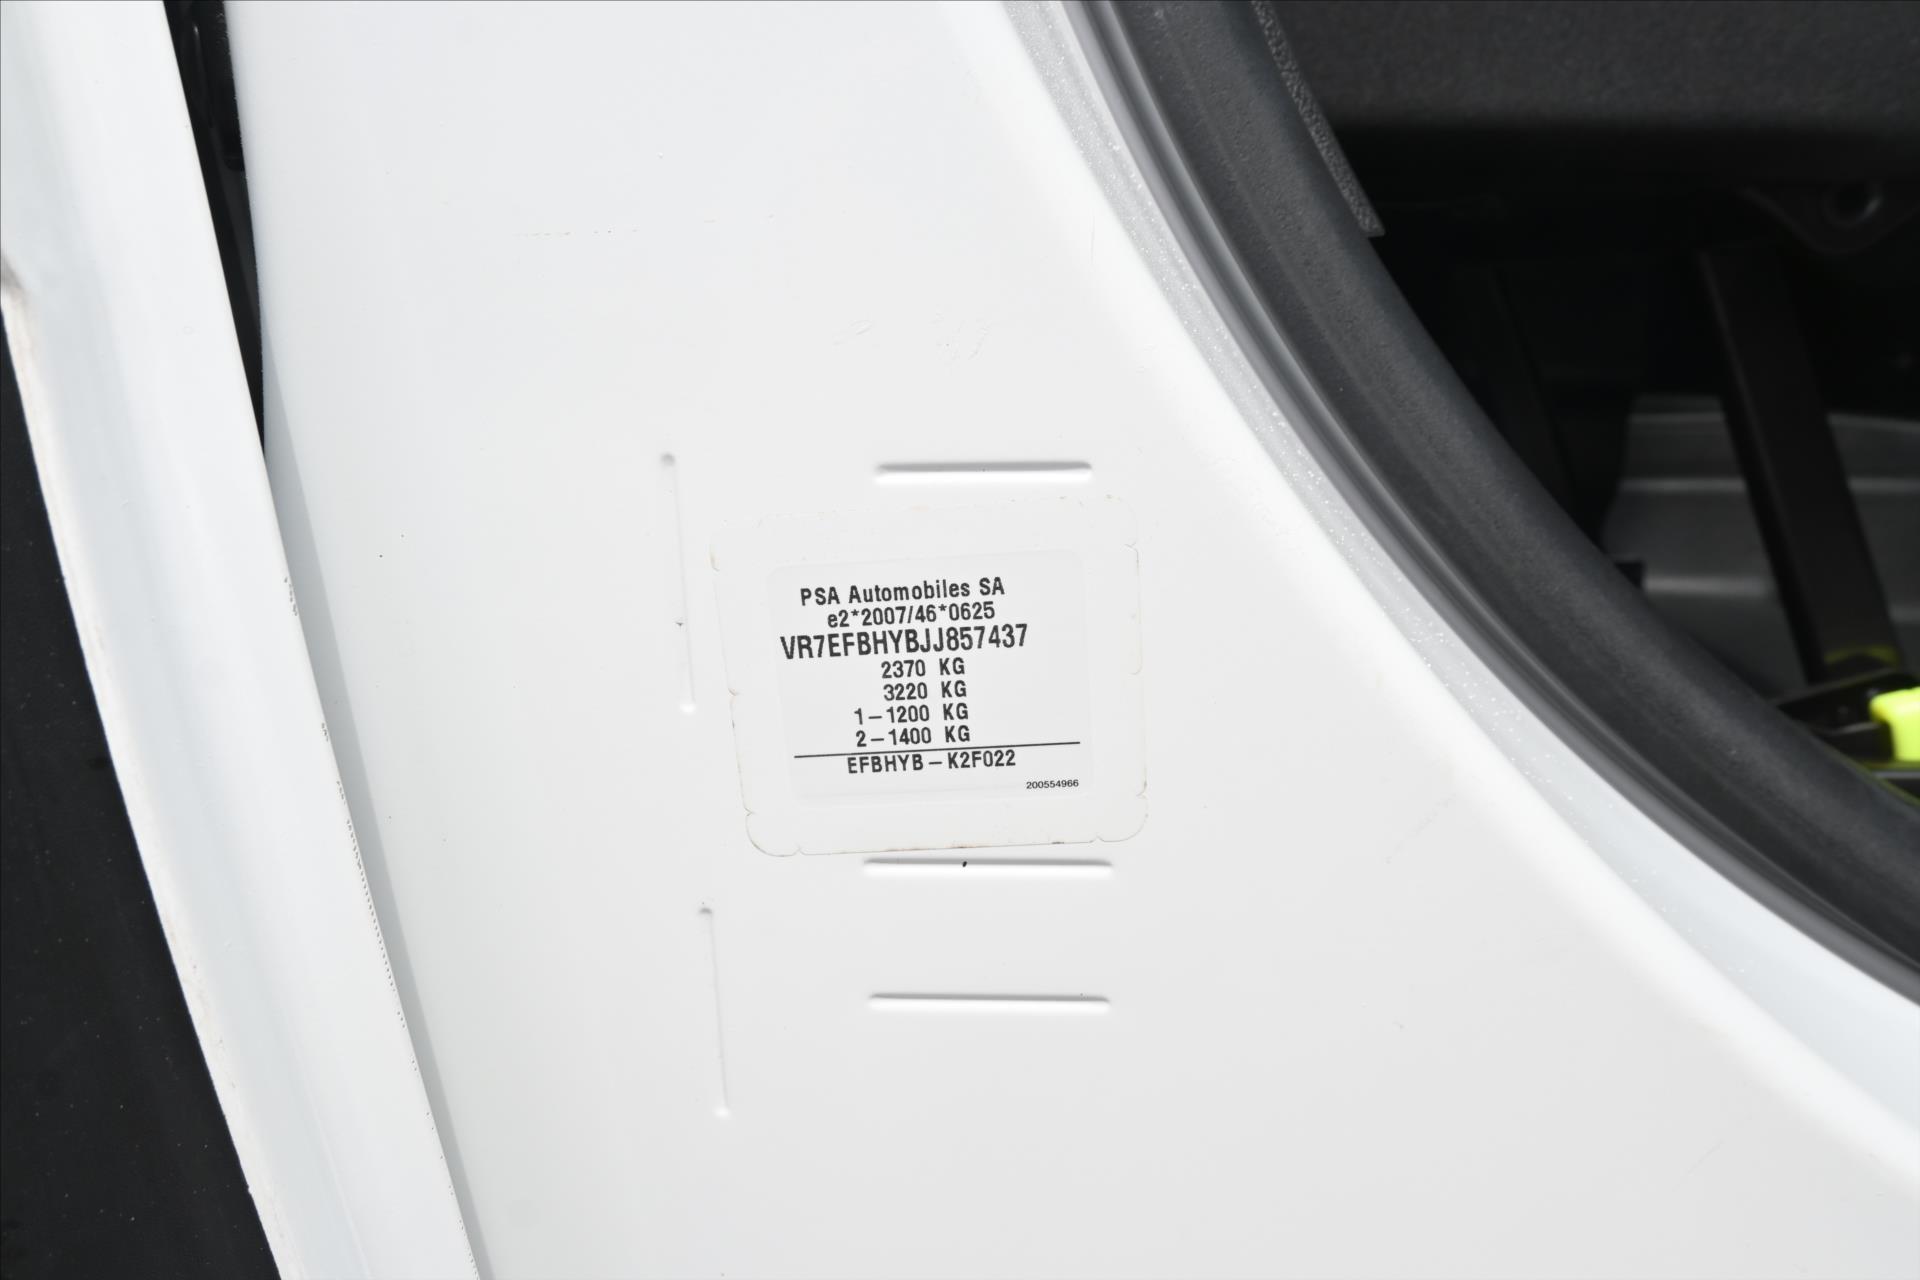 PSA Automobiles SA
e2*2007/46*0625
VR7EFBHYBJJ857437
2370 KG
3220 KG
1-1200 KG
2-1400 KG
EFBHYB-K2F022
200554966